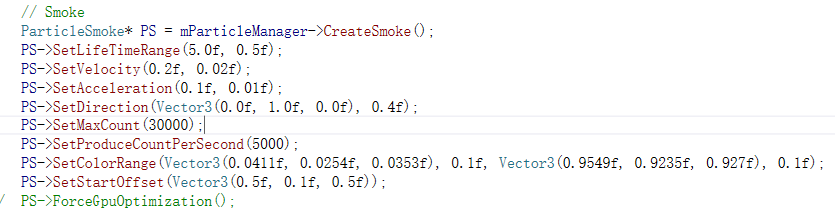 // Smoke
ParticleSmoke* PS = mParticleManager->CreateSmoke();
PS->SetLifeTimeRange(5.0f, 0.5f);
PS->SetVelocity(0.2f, 0.02f);
PS->SetAcceleration(0.1f, 0.01f);
PS->SetDirection(Vector3(0.0f, 1.0f, 0.0f), 0.4f);
PS->SetMaxCount(30000);
PS->SetProduceCountPerSecond(5000);
PS->SetColorRange(Vector3(0.0411f, 0.0254f, 0.0353f), 0.1f, Vector3(0.9549f, 0.9235f, 0.927f), 0.1f);
PS->SetStartOffset(Vector3(0.5f, 0.1f, 0.5f));
/ PS->ForceGpuOptimization();